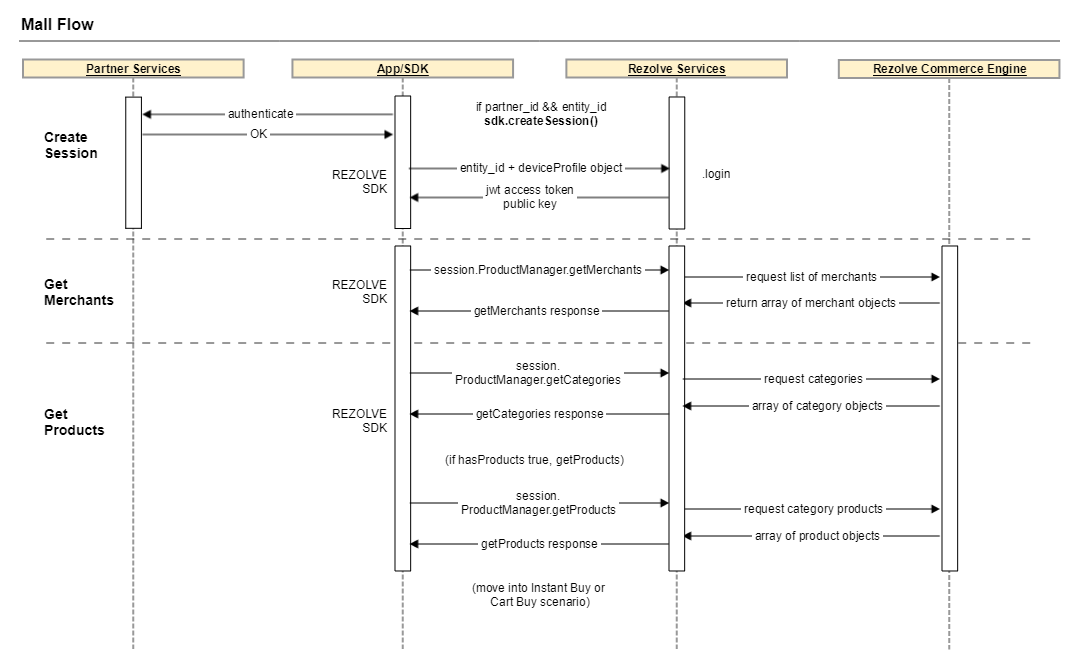 Mall Flow
Partner Services
App/SDK
Rezolve Services
Rezolve Commerce Engine
Create
Session
authenticate
OK
if partner_id && entity_id
sdk.createSession()
REZOLVE
SDK
entity_id + deviceProfile object
.login
jwt access token
public key
Get
Merchants
REZOLVE
SDK
session.ProductManager.getMerchants
request list of merchants
return array of merchant objects
getMerchants response
Get
Products
REZOLVE
SDK
session.
ProductManager.getCategories
request categories
array of category objects
getCategories response
(if hasProducts true, getProducts)
session.
ProductManager.getProducts
request category products
array of product objects
getProducts response
(move into Instant Buy or
Cart Buy scenario)